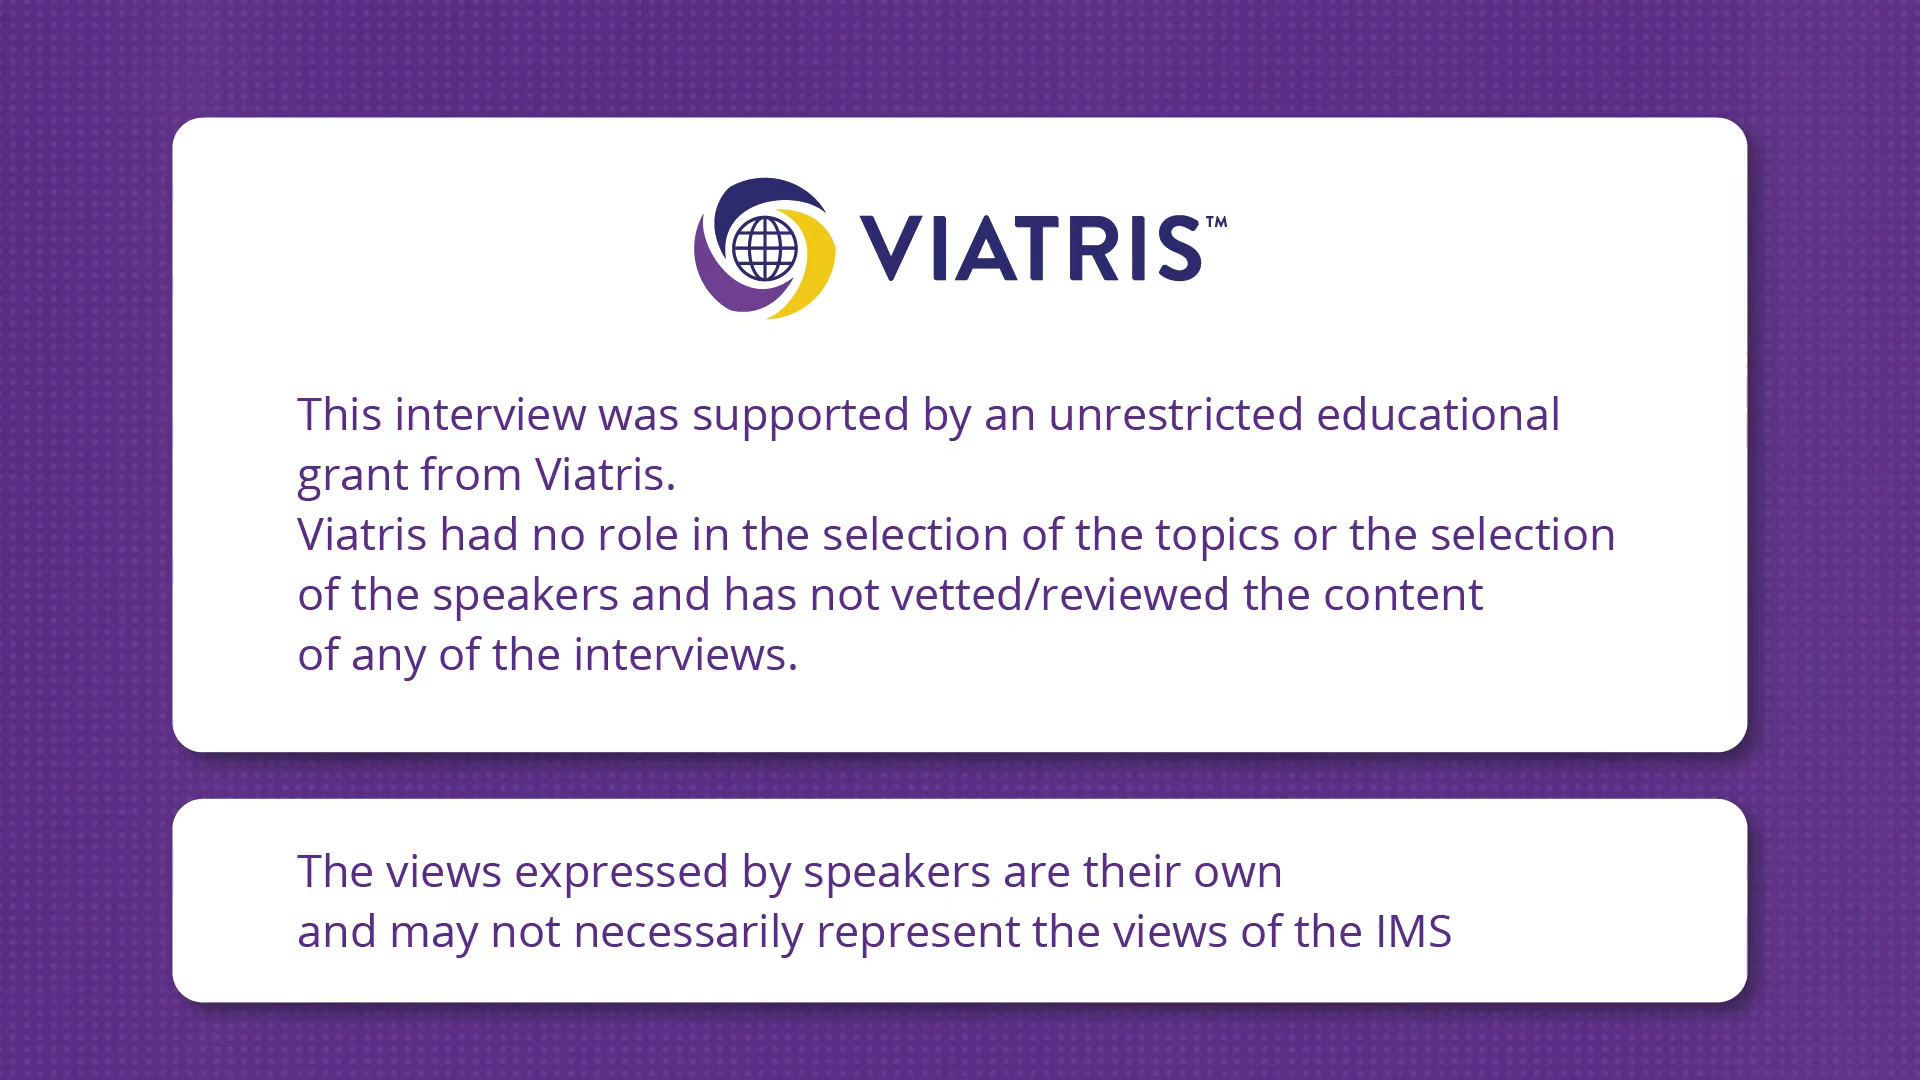 VIATRIS™
This interview was supported by an unrestricted educational
grant from Viatris.
Viatris had no role in the selection of the topics or the selection
of the speakers and has not vetted/reviewed the content
of any of the interviews.
The views expressed by speakers are their own
and may not necessarily represent the views of the IMS